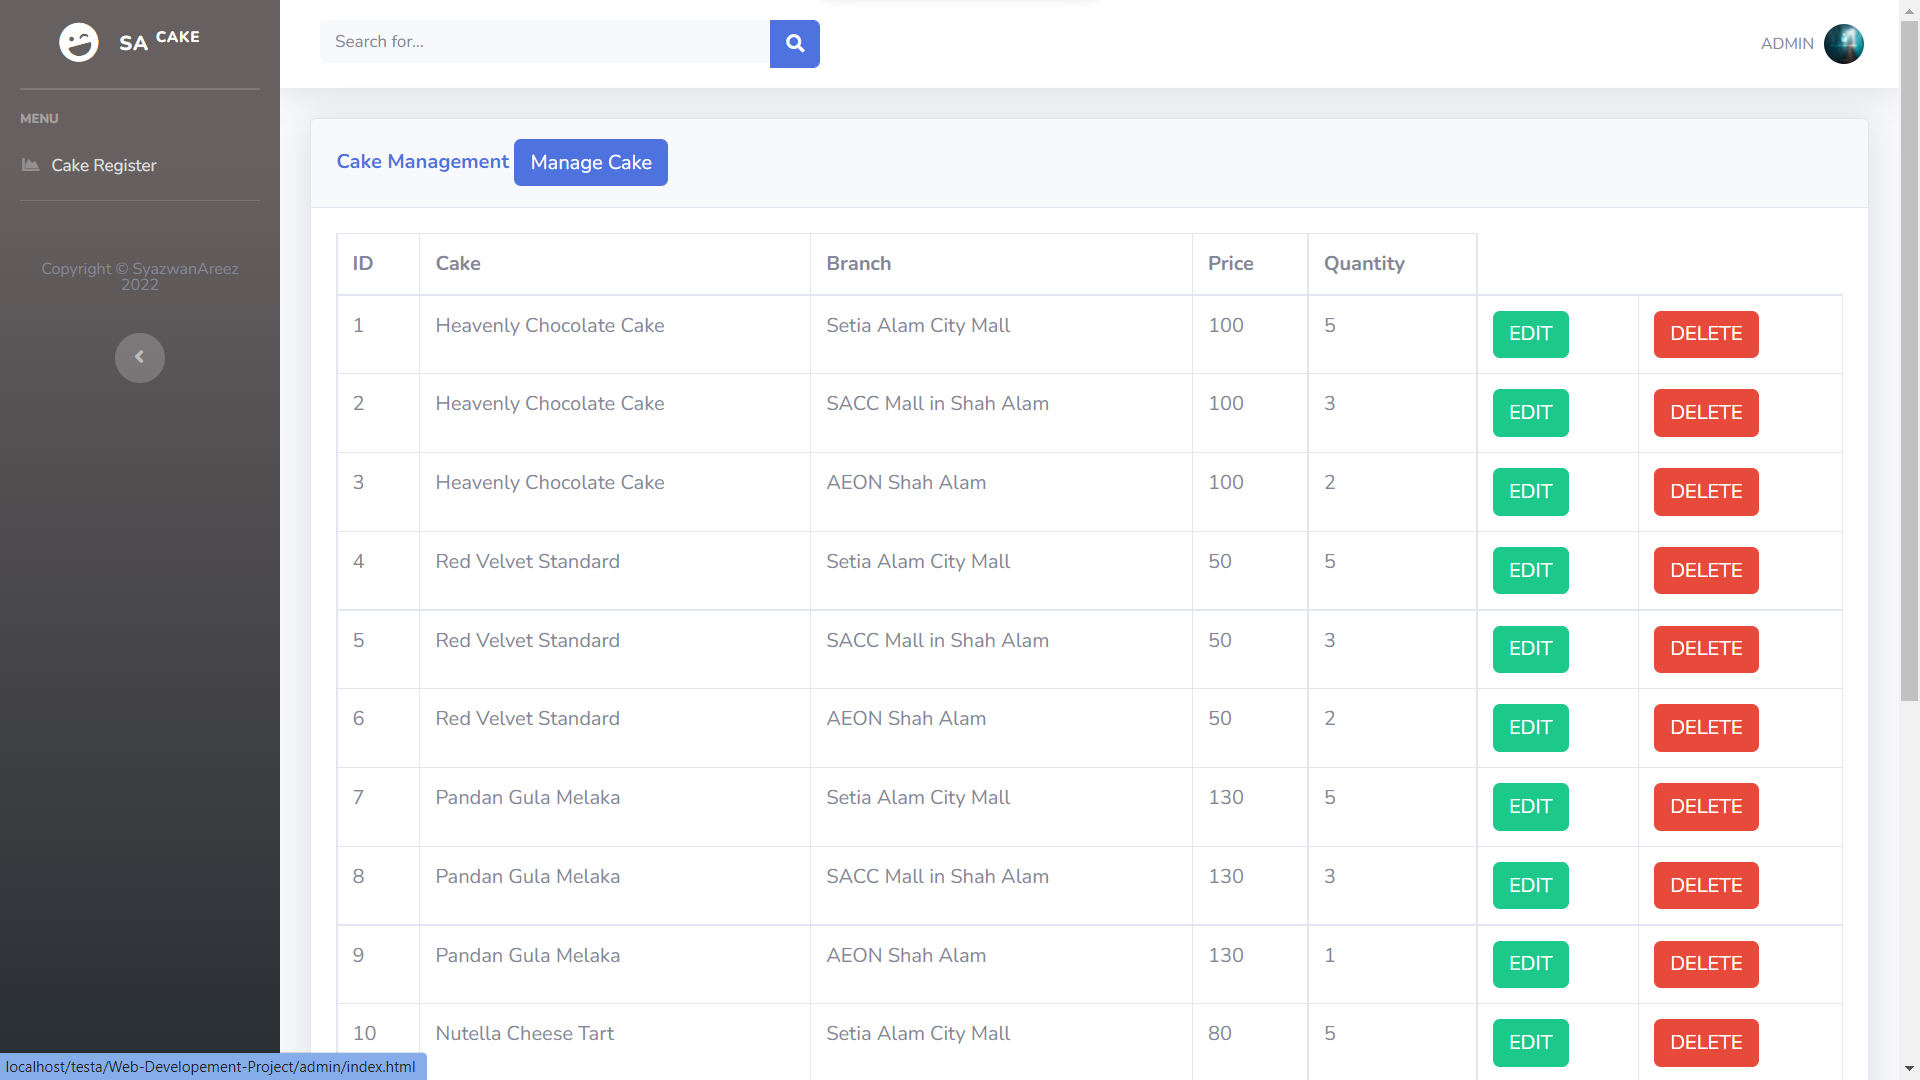 SA CAKE
Search for...
ADMIN
MENU
Cake Register
Copyright © SyazwanAreez
2022
Cake Management Manage Cake
ID Cake Branch Price Quantity
1 Heavenly Chocolate Cake Setia Alam City Mall 100 5 EDIT DELETE
2 Heavenly Chocolate Cake SACC Mall in Shah Alam 100 3 EDIT DELETE
3 Heavenly Chocolate Cake AEON Shah Alam 100 2 EDIT DELETE
4 Red Velvet Standard Setia Alam City Mall 50 5 EDIT DELETE
5 Red Velvet Standard SACC Mall in Shah Alam 50 3 EDIT DELETE
6 Red Velvet Standard AEON Shah Alam 50 2 EDIT DELETE
7 Pandan Gula Melaka Setia Alam City Mall 130 5 EDIT DELETE
8 Pandan Gula Melaka SACC Mall in Shah Alam 130 3 EDIT DELETE
9 Pandan Gula Melaka AEON Shah Alam 130 1 EDIT DELETE
10 Nutella Cheese Tart Setia Alam City Mall 80 5 EDIT DELETE
localhost/testa/Web-Developement-Project/admin/index.html